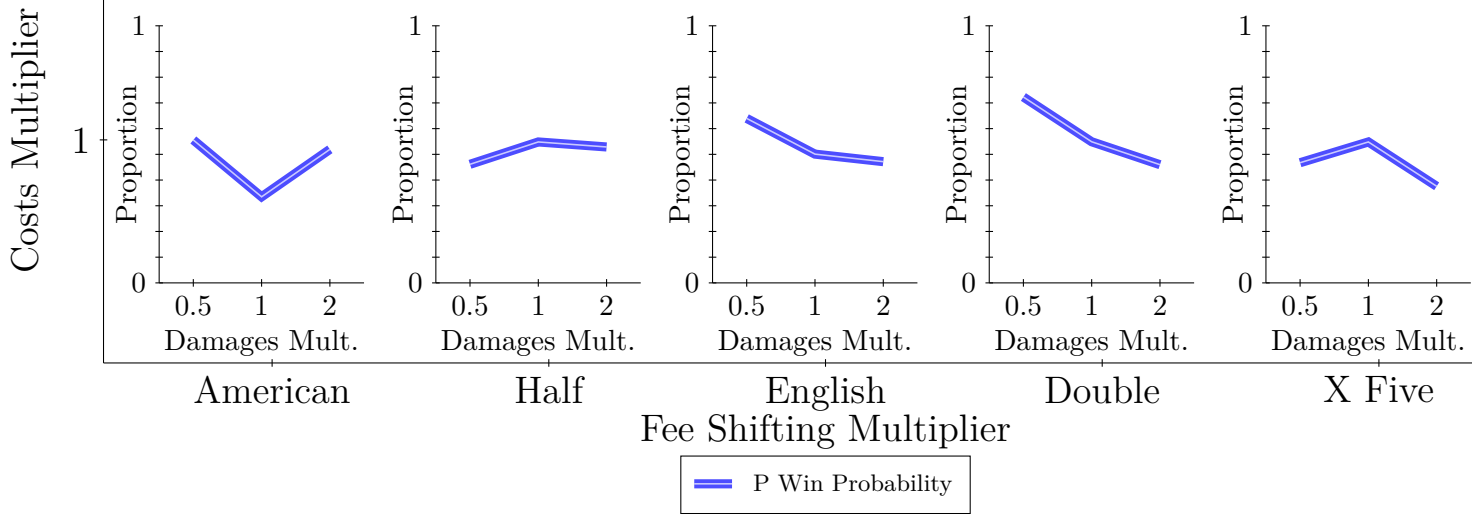 Costs Multiplier
1
1
Proportion
0
0.5 1 2
Damages Mult.
1
Proportion
0
0.5 1 2
Damages Mult.
1
Proportion
0
0.5 1 2
Damages Mult.
1
Proportion
0
0.5 1 2
Damages Mult.
1
Proportion
0
0.5 1 2
Damages Mult.
American Half English Double X Five
Fee Shifting Multiplier
P Win Probability